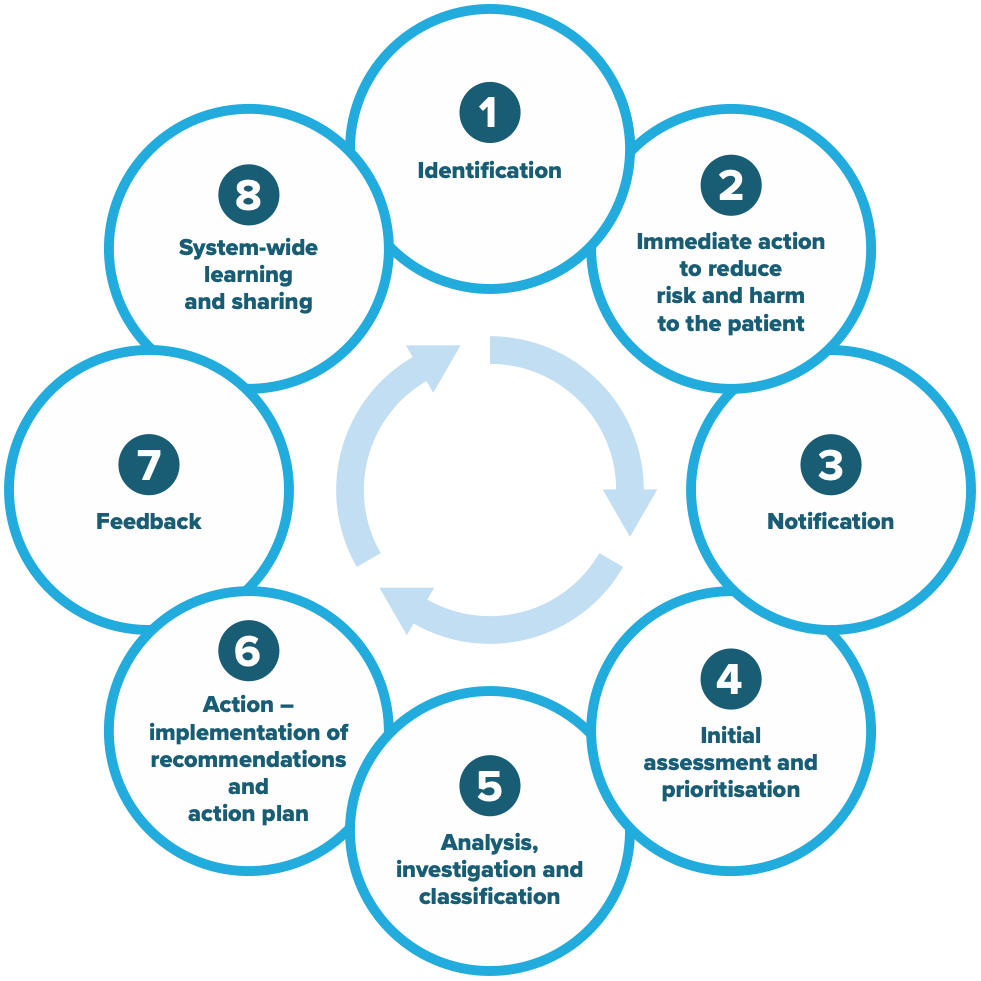 1
Identification
2
Immediate action
to reduce
risk and harm
to the patient
3
Notification
4
Initial
assessment and
prioritisation
5
Analysis,
investigation and
classification
6
Action –
implementation of
recommendations
and
action plan
7
Feedback
8
System-wide
learning
and sharing